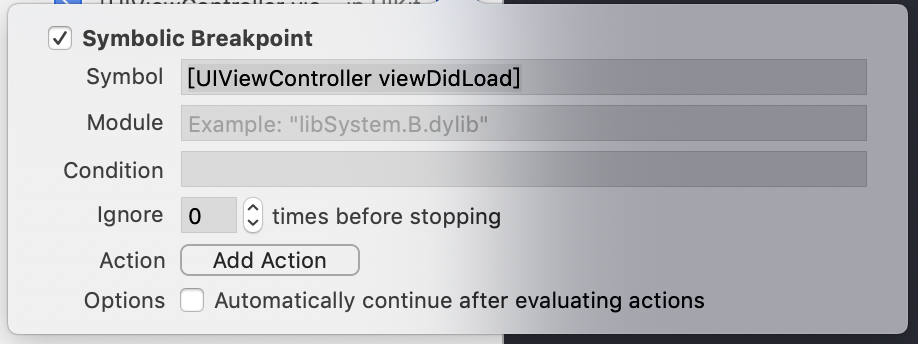 Symbolic Breakpoint
Symbol [UIViewController viewDidLoad]
Module Example: "libSystem.B.dylib"
Condition
Ignore 0 times before stopping
Action Add Action
Options Automatically continue after evaluating actions